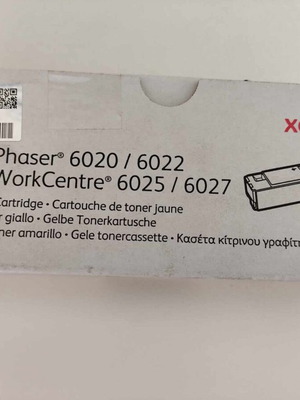 Phaser® 6020 / 6022
WorkCentre® 6025 / 6027
Cartridge • Cartouche de toner jaune
giallo • Gelbe Tonerkartusche
amarillo • Gele tonercassette • Κασέτα κίτρινου